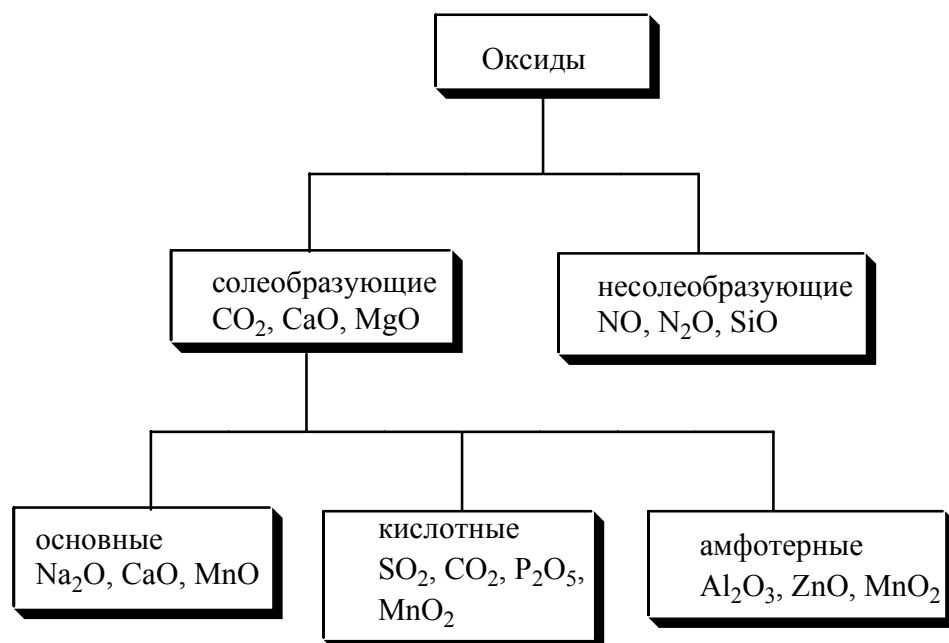 Оксиды
солеобразующие
CO₂, CaO, MgO
несолеобразующие
NO, N₂O, SiO
основные
Na₂O, CaO, MnO
кислотные
SO₂, CO₂, P₂O₅,
MnO₂
амфотерные
Al₂O₃, ZnO, MnO₂